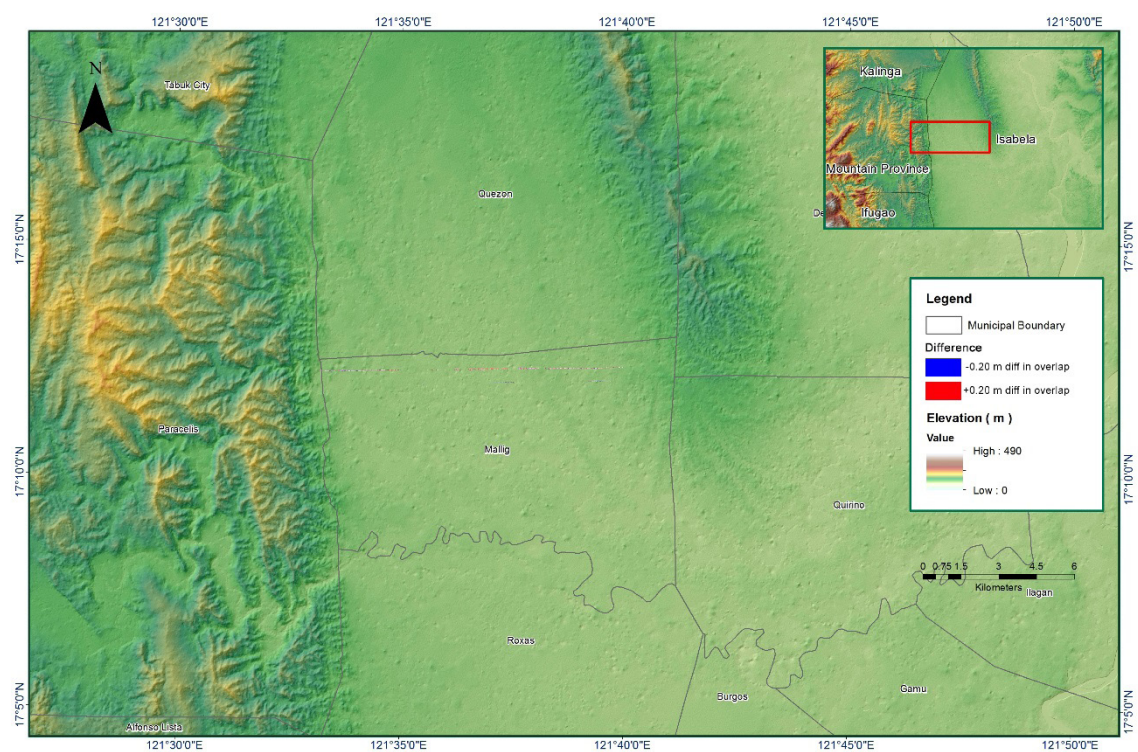 121°30'0"E
121°35'0"E
121°40'0"E
121°45'0"E
121°50'0"E
N
Tabuk City
Kalinga
Isabela
Mountain Province
Ifugao
Quezon
De
17°15'0"N
17°15'0"N
Legend
Municipal Boundary
Difference
-0.20 m diff in overlap
+0.20 m diff in overlap
Elevation ( m )
Value
High : 490
Low : 0
Paracelis
Mallig
17°10'0"N
17°10'0"N
Quirino
0 0.75 1.5 3 4.5 6
Kilometers
Ilagan
Roxas
Burgos
Gamu
17°5'0"N
17°5'0"N
Alfonso Lista
121°30'0"E
121°35'0"E
121°40'0"E
121°45'0"E
121°50'0"E